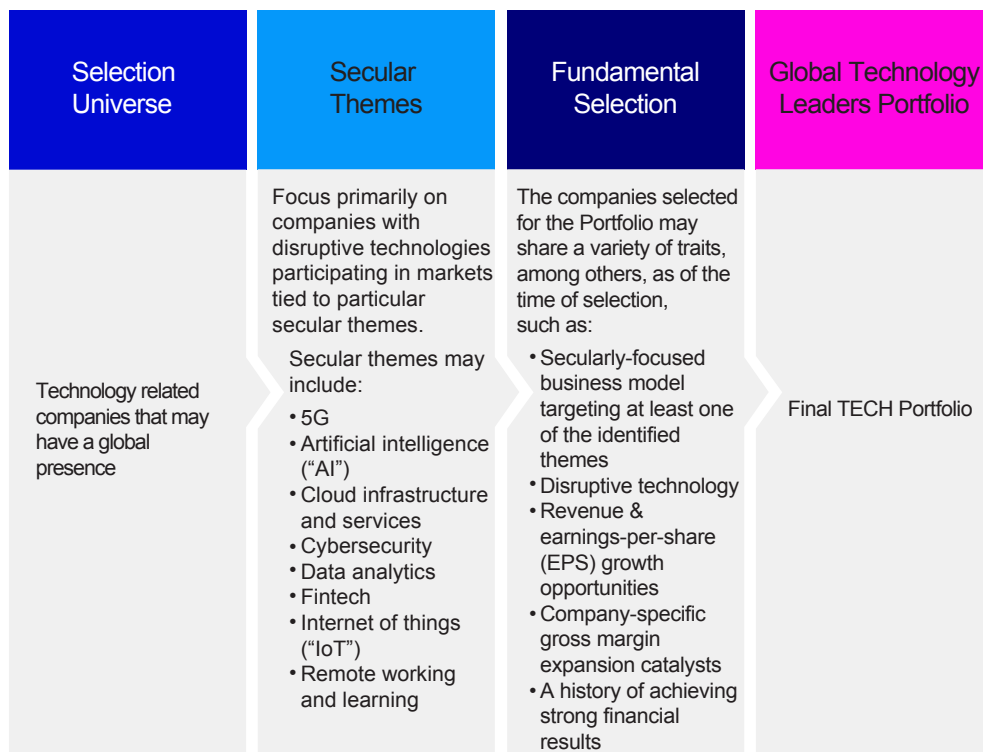 Selection
Universe
Technology related
companies that may
have a global
presence
Secular
Themes
Focus primarily on
companies with
disruptive technologies
participating in markets
tied to particular
secular themes.
Secular themes may
include:
• 5G
• Artificial intelligence
(“AI”)
• Cloud infrastructure
and services
• Cybersecurity
• Data analytics
• Fintech
• Internet of things
(“IoT”)
• Remote working
and learning
Fundamental
Selection
The companies selected
for the Portfolio may
share a variety of traits,
among others, as of the
time of selection,
such as:
• Secularly-focused
business model
targeting at least one
of the identified
themes
• Disruptive technology
• Revenue &
earnings-per-share
(EPS) growth
opportunities
• Company-specific
gross margin
expansion catalysts
• A history of achieving
strong financial
results
Global Technology
Leaders Portfolio
Final TECH Portfolio